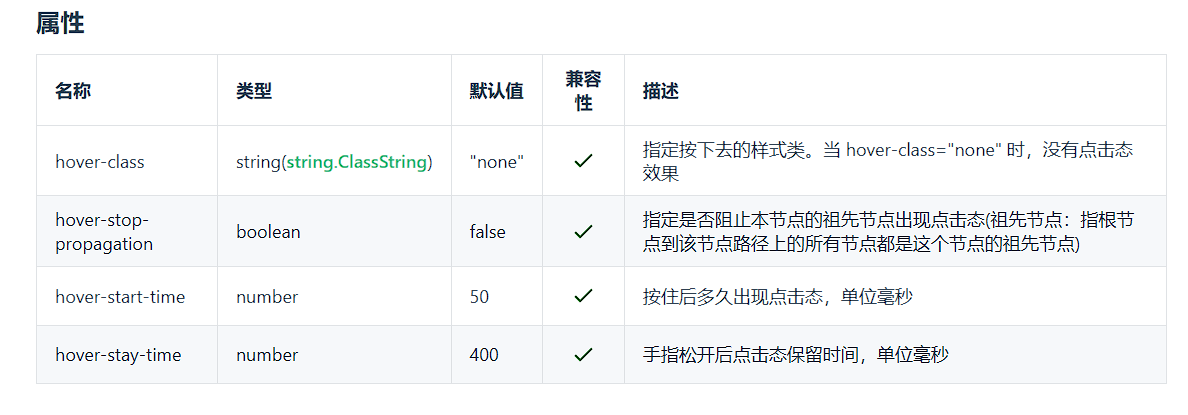 属性
名称 类型 默认值 兼容性 描述
hover-class string(string.ClassString) "none" ✓ 指定按下去的样式类。当 hover-class="none" 时，没有点击态
效果
hover-stop-
propagation boolean false ✓ 指定是否阻止本节点的祖先节点出现点击态(祖先节点：指根节
点到该节点路径上的所有节点都是这个节点的祖先节点)
hover-start-time number 50 ✓ 按住后多久出现点击态，单位毫秒
hover-stay-time number 400 ✓ 手指松开后点击态保留时间，单位毫秒